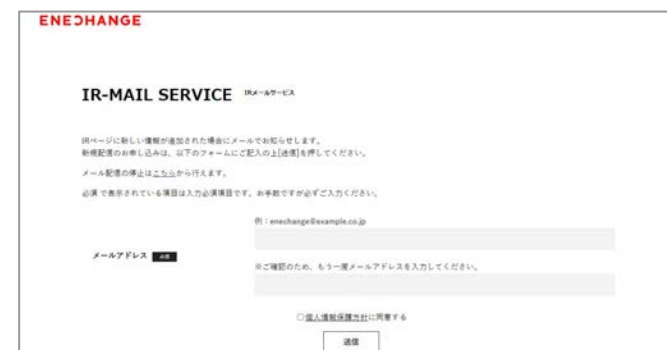 ENECHANGE
IR-MAIL SERVICE IRメールサービス
IRページに新しい情報が追加された場合にメールでお知らせします。
新規配信のお申し込みは、以下のフォームにご記入の上[送信]を押してください。
メール配信の停止はこちらから行えます。
必須 で表示されている項目は入力必須項目です。お手数ですが必ずご入力ください。
例：enechange@example.co.jp
メールアドレス 必須
※ご確認のため、もう一度メールアドレスを入力してください。
個人情報保護方針に同意する
送信